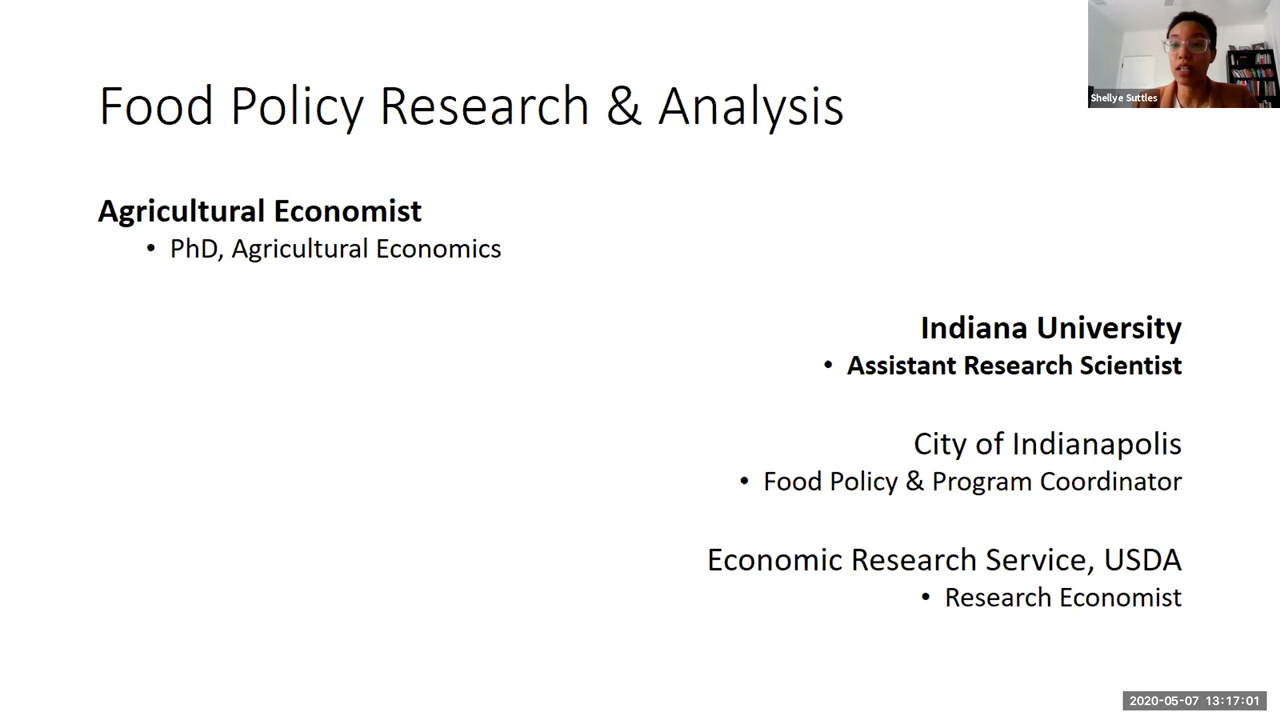 Food Policy Research & Analysis
Shellye Suttles
Agricultural Economist
• PhD, Agricultural Economics
Indiana University
• Assistant Research Scientist
City of Indianapolis
• Food Policy & Program Coordinator
Economic Research Service, USDA
• Research Economist
2020-05-07 13:17:01